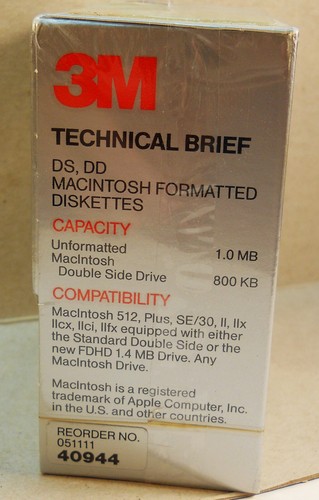 3M
TECHNICAL BRIEF
DS, DD
MACINTOSH FORMATTED
DISKETTES
CAPACITY
Unformatted 1.0 MB
Macintosh
Double Side Drive 800 KB
COMPATIBILITY
MacIntosh 512, Plus, SE/30, II, IIx
IIcx, IIci, IIfx equipped with either
the Standard Double Side or the
new FDHD 1.4 MB Drive. Any
MacIntosh Drive.
MacIntosh is a registered
trademark of Apple Computer, Inc.
in the U.S. and other countries.
REORDER NO.
051111
40944